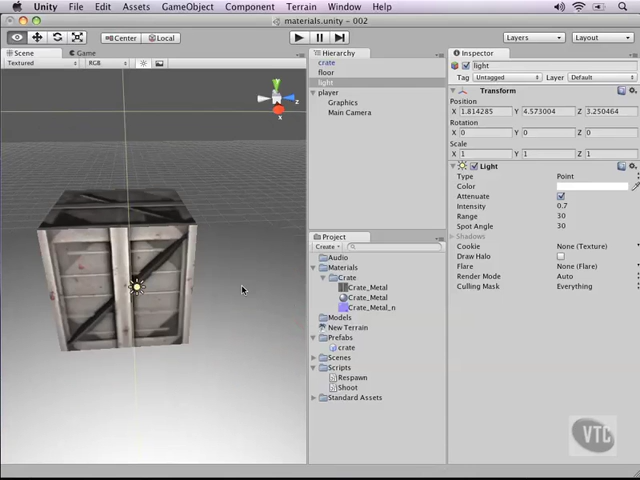 Unity File Edit Assets GameObject Component Terrain Window Help
materials.unity - 002
Center Local Layers Layout
Scene Game
Textured RGB
Hierarchy
crate
floor
light
player
Graphics
Main Camera
Project
Create
Audio
Materials
Crate
Crate_Metal
Crate_Metal
Crate_Metal_n
Models
New Terrain
Prefabs
crate
Scenes
Scripts
Respawn
Shoot
Standard Assets
Inspector
light
Tag Untagged Layer Default
Transform
Position
X 1.814285 Y 4.573004 Z 3.250464
Rotation
X 0 Y 0 Z 0
Scale
X 1 Y 1 Z 1
Light
Type Point
Color
Attenuate
Intensity 0.7
Range 30
Spot Angle 30
Shadows
Cookie None (Texture)
Draw Halo
Flare None (Flare)
Render Mode Auto
Culling Mask Everything
y
z
x
VTC